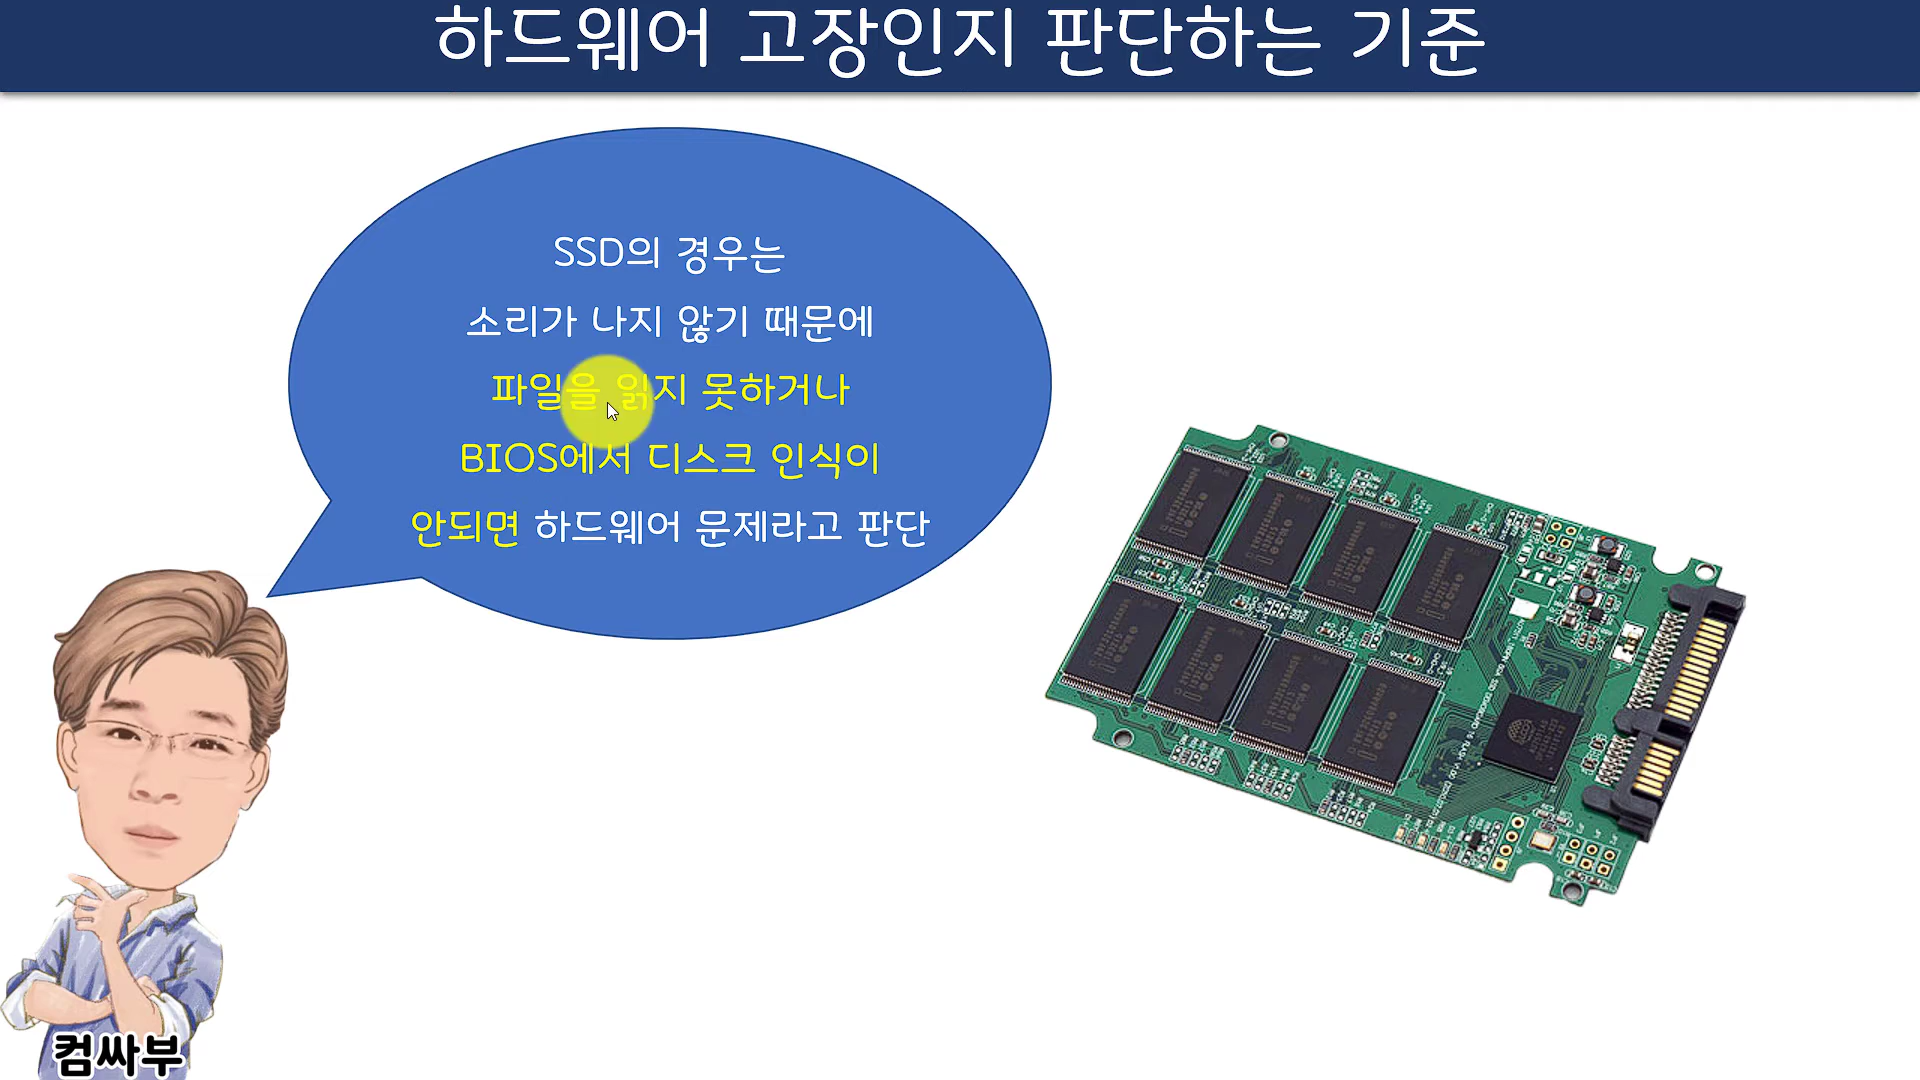 하드웨어 고장인지 판단하는 기준
SSD의 경우는
소리가 나지 않기 때문에
파일을 읽지 못하거나
BIOS에서 디스크 인식이
안되면 하드웨어 문제라고 판단
컴싸부